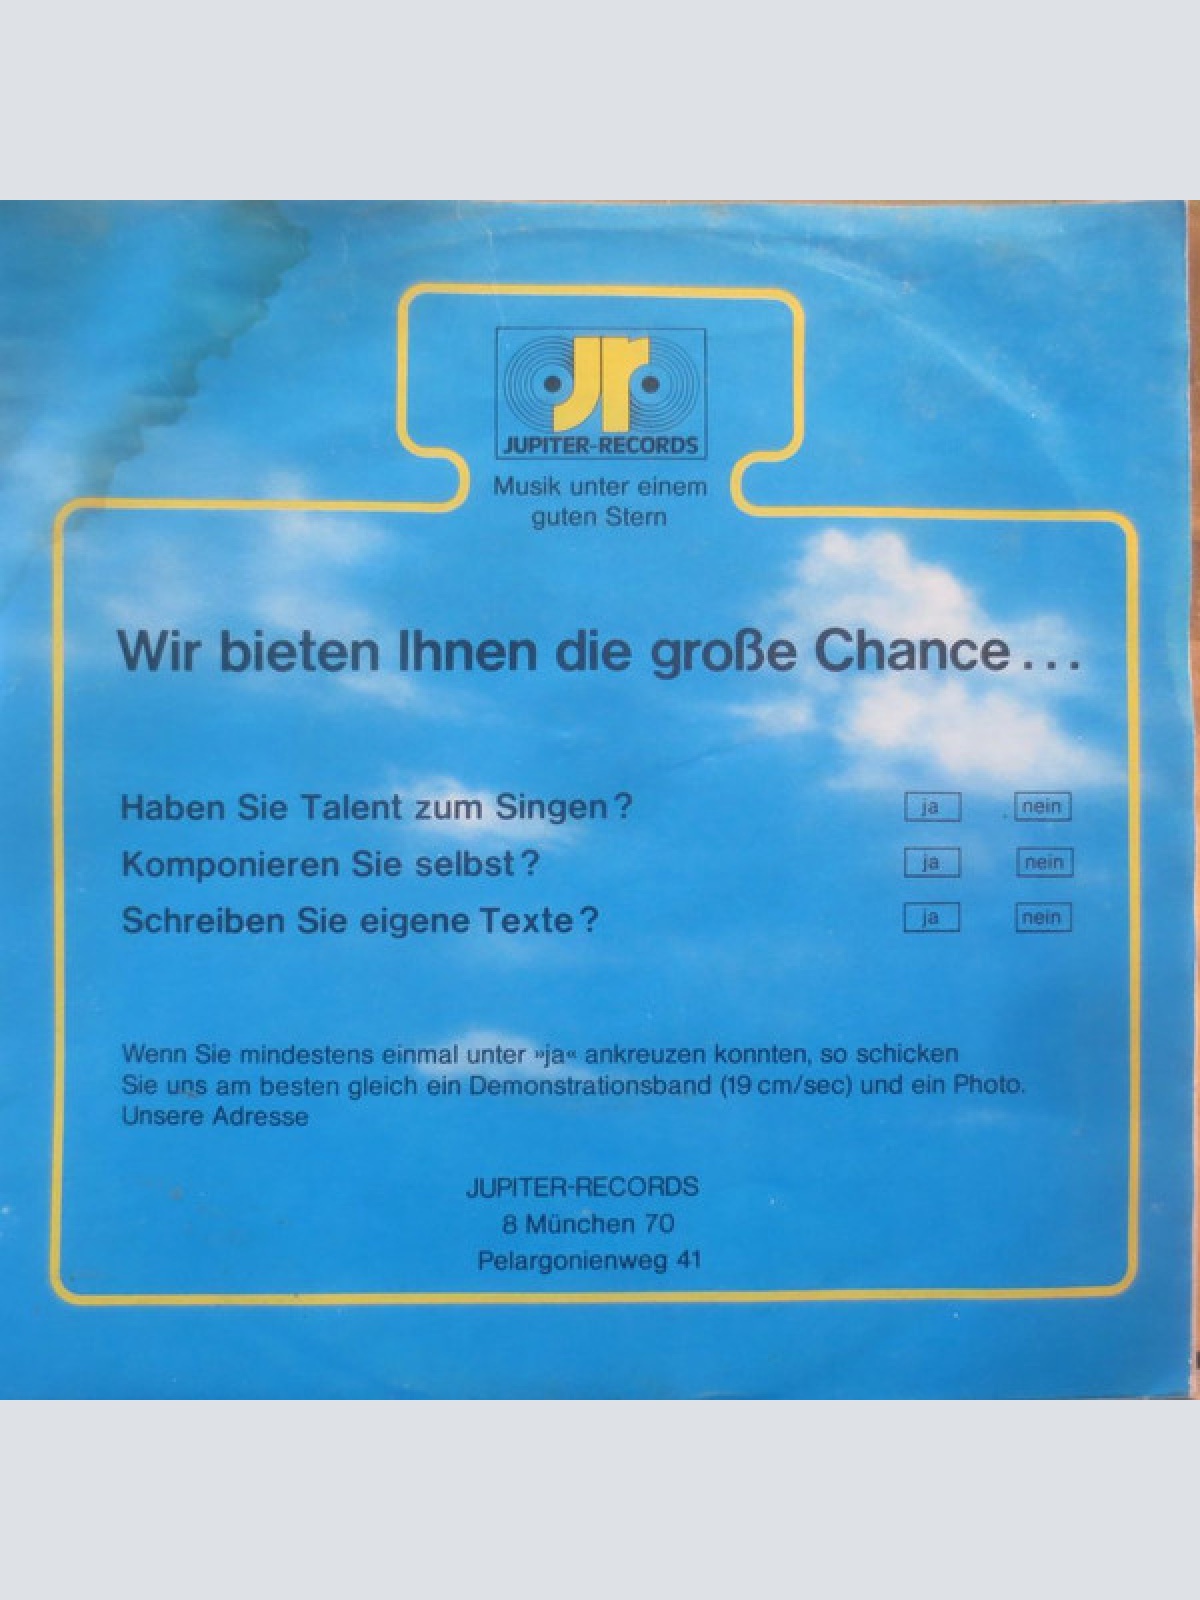 jr
JUPITER-RECORDS
Musik unter einem
guten Stern
Wir bieten Ihnen die große Chance...
Haben Sie Talent zum Singen? ja nein
Komponieren Sie selbst? ja nein
Schreiben Sie eigene Texte? ja nein
Wenn Sie mindestens einmal unter »ja« ankreuzen konnten, so schicken
Sie uns am besten gleich ein Demonstrationsband (19 cm/sec) und ein Photo.
Unsere Adresse
JUPITER-RECORDS
8 München 70
Pelargonienweg 41